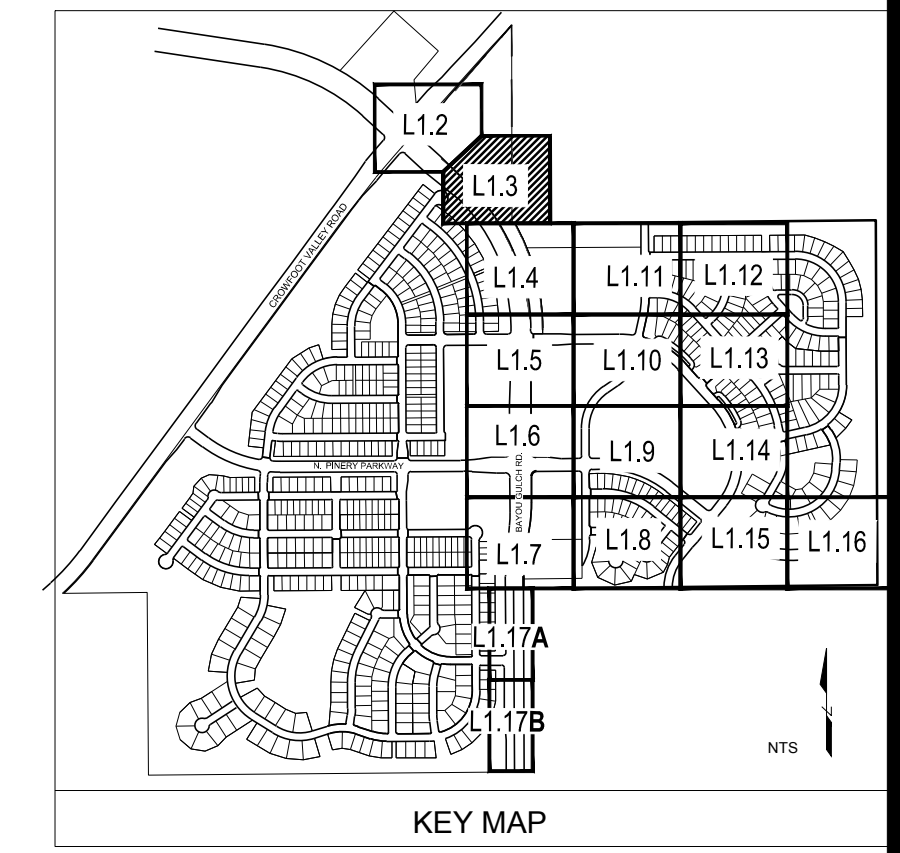 L1.2
L1.3
CROWFOOT VALLEY ROAD
L1.4
L1.11
L1.12
L1.5
L1.10
L1.13
L1.6
L1.9
L1.14
N. PINERY PARKWAY
BAYOU GULCH RD.
L1.7
L1.8
L1.15
L1.16
L1.17A
L1.17B
Z
NTS
KEY MAP